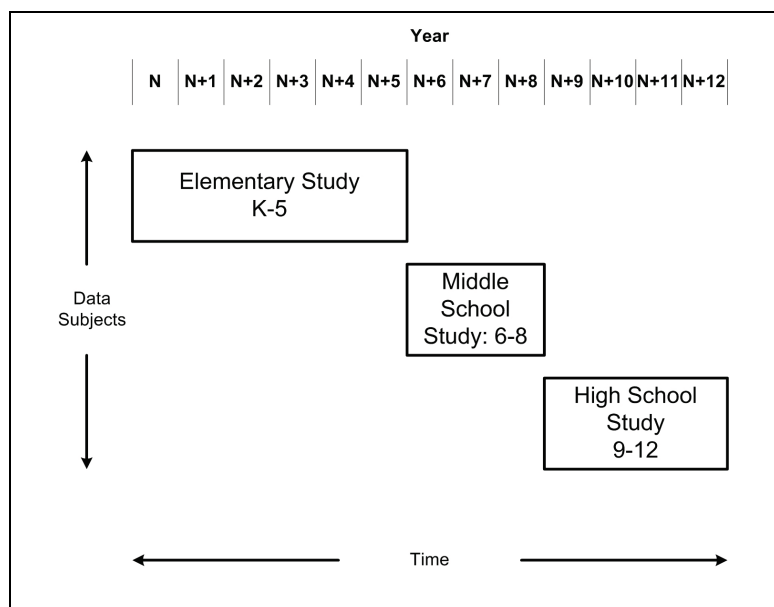 Year
N N+1 N+2 N+3 N+4 N+5 N+6 N+7 N+8 N+9 N+10 N+11 N+12
Elementary Study
K-5
Middle
School
Study: 6-8
Data
Subjects
High School
Study
9-12
Time